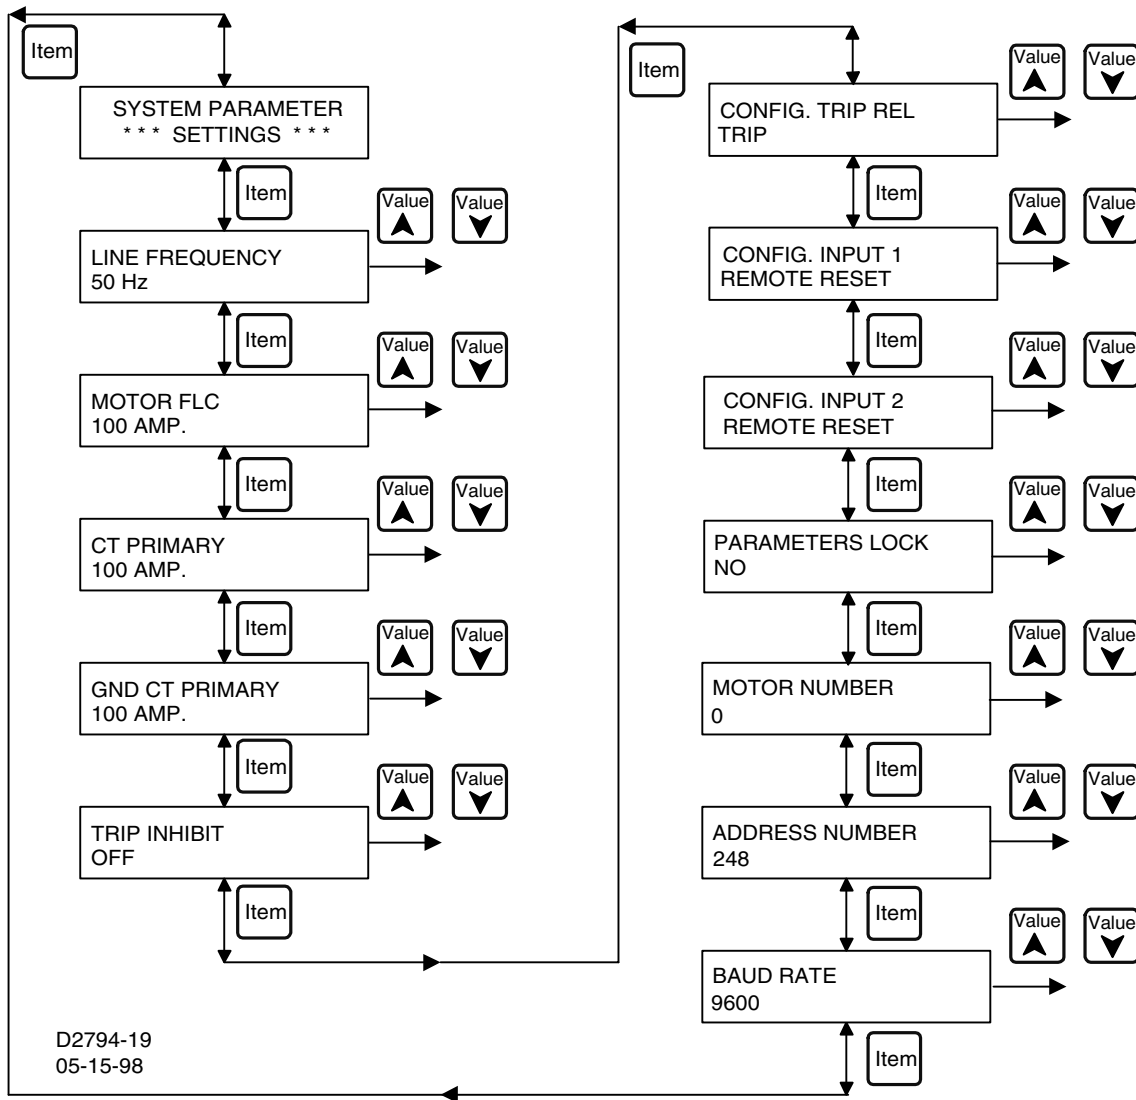 Item
SYSTEM PARAMETER
* * * SETTINGS * * *
Item
Value
Value
LINE FREQUENCY
50 Hz
Item
Value
Value
MOTOR FLC
100 AMP.
Item
Value
Value
CT PRIMARY
100 AMP.
Item
Value
Value
GND CT PRIMARY
100 AMP.
Item
Value
Value
TRIP INHIBIT
OFF
Item
D2794-19
05-15-98
Item
Value
Value
CONFIG. TRIP REL
TRIP
Item
Value
Value
CONFIG. INPUT 1
REMOTE RESET
Item
Value
Value
CONFIG. INPUT 2
REMOTE RESET
Item
Value
Value
PARAMETERS LOCK
NO
Item
Value
Value
MOTOR NUMBER
0
Item
Value
Value
ADDRESS NUMBER
248
Item
Value
Value
BAUD RATE
9600
Item